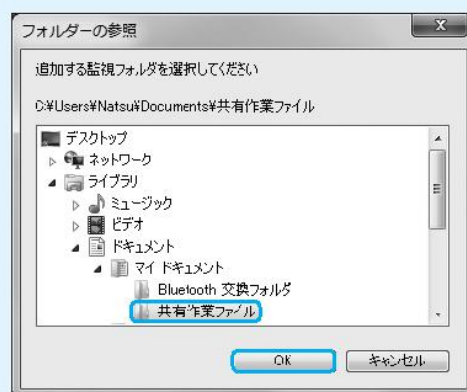 フォルダーの参照
追加する監視フォルダを選択してください
C:¥Users¥Natsu¥Documents¥共有作業ファイル
デスクトップ
ネットワーク
ライブラリ
ミュージック
ビデオ
ドキュメント
マイ ドキュメント
Bluetooth 交換フォルダ
共有作業ファイル
OK
キャンセル